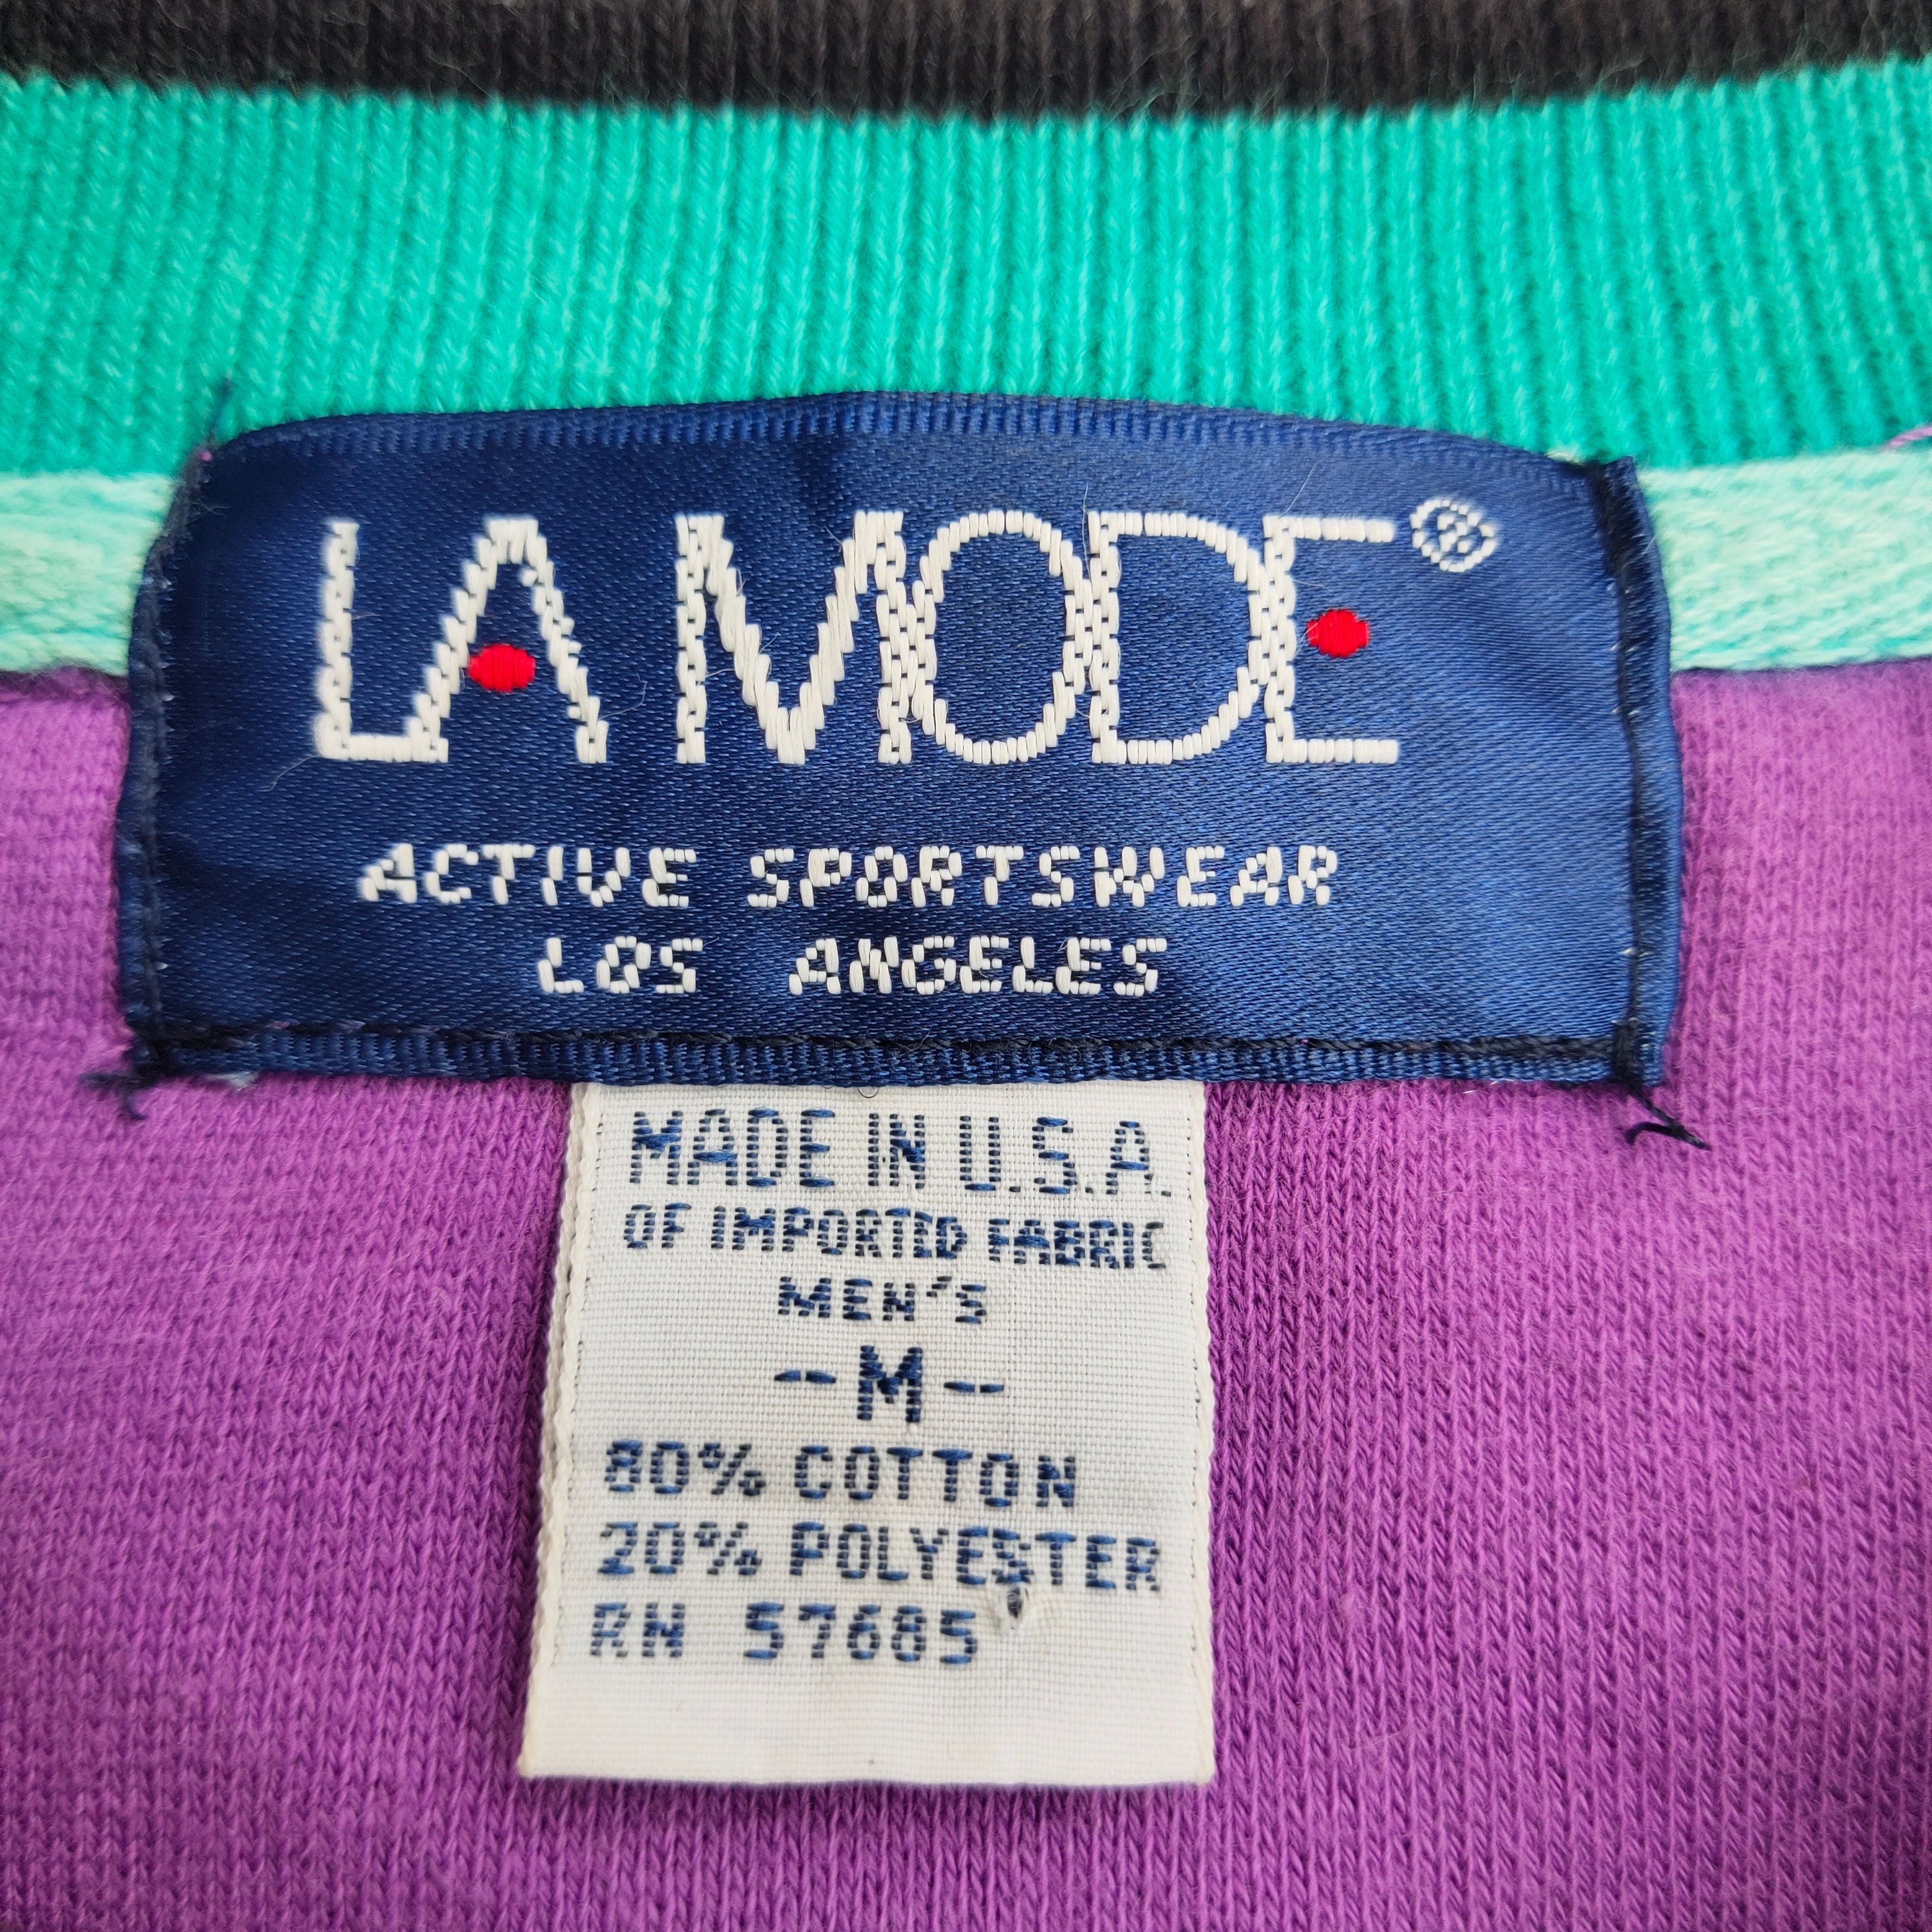 LA MODE®
ACTIVE SPORTSWEAR
LOS ANGELES
MADE IN U.S.A.
OF IMPORTED FABRIC
MEN'S
-M-
80% COTTON
20% POLYESTER
RN 57685